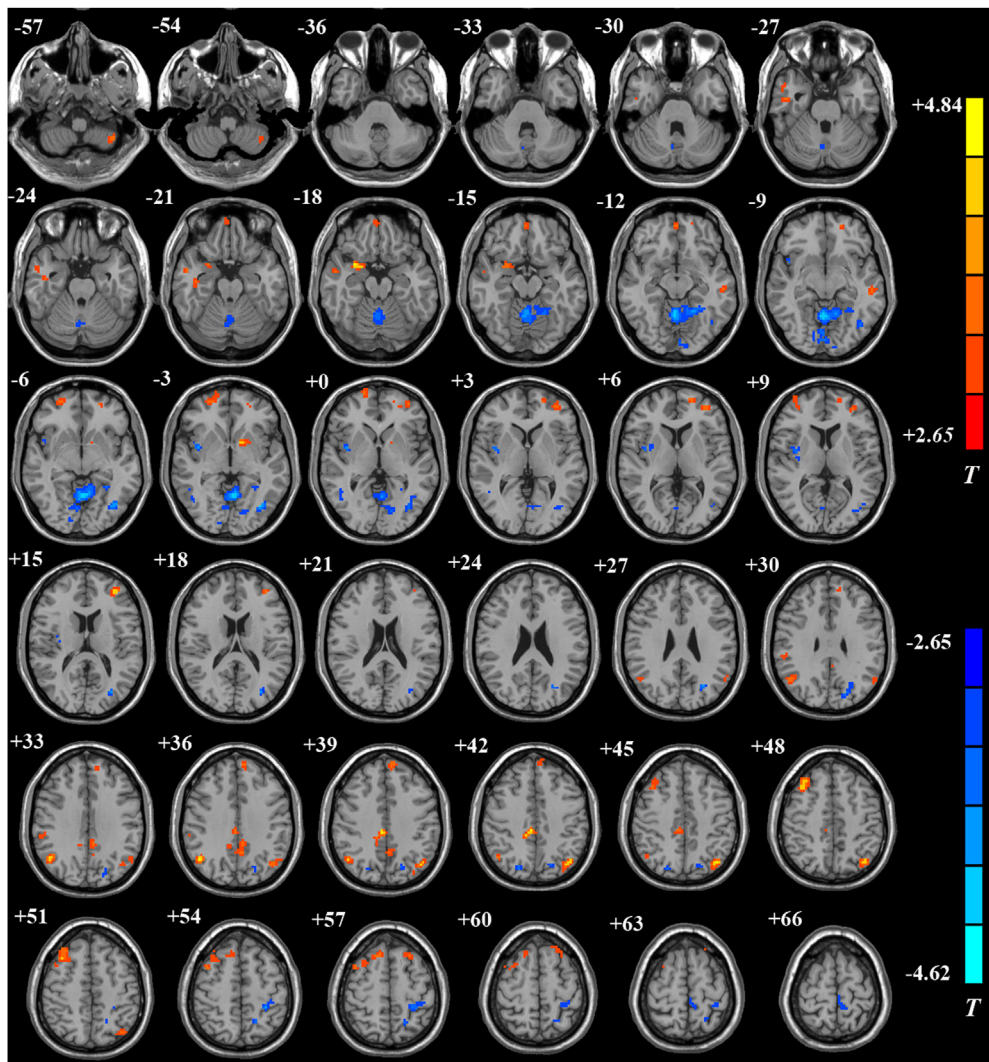 -57 -54 -36 -33 -30 -27
+4.84
-24 -21 -18 -15 -12 -9
-6 -3 +0 +3 +6 +9
+2.65
T
+15 +18 +21 +24 +27 +30
-2.65
+33 +36 +39 +42 +45 +48
+51 +54 +57 +60 +63 +66
-4.62
T